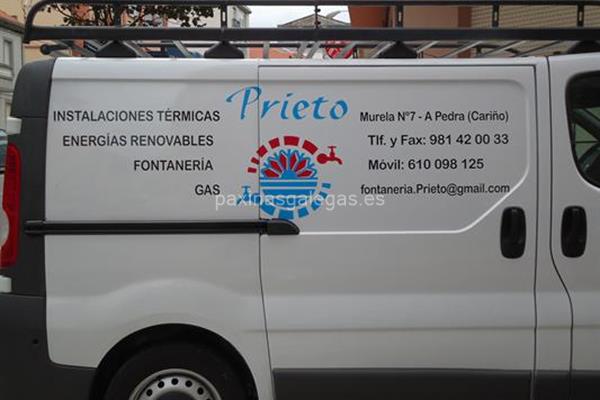 Prieto
INSTALACIONES TÉRMICAS
ENERGÍAS RENOVABLES
FONTANERÍA
GAS
Murela Nº7 - A Pedra (Cariño)
Tlf. y Fax: 981 42 00 33
Móvil: 610 098 125
fontaneria.Prieto@gmail.com
paxinasgalegas.es